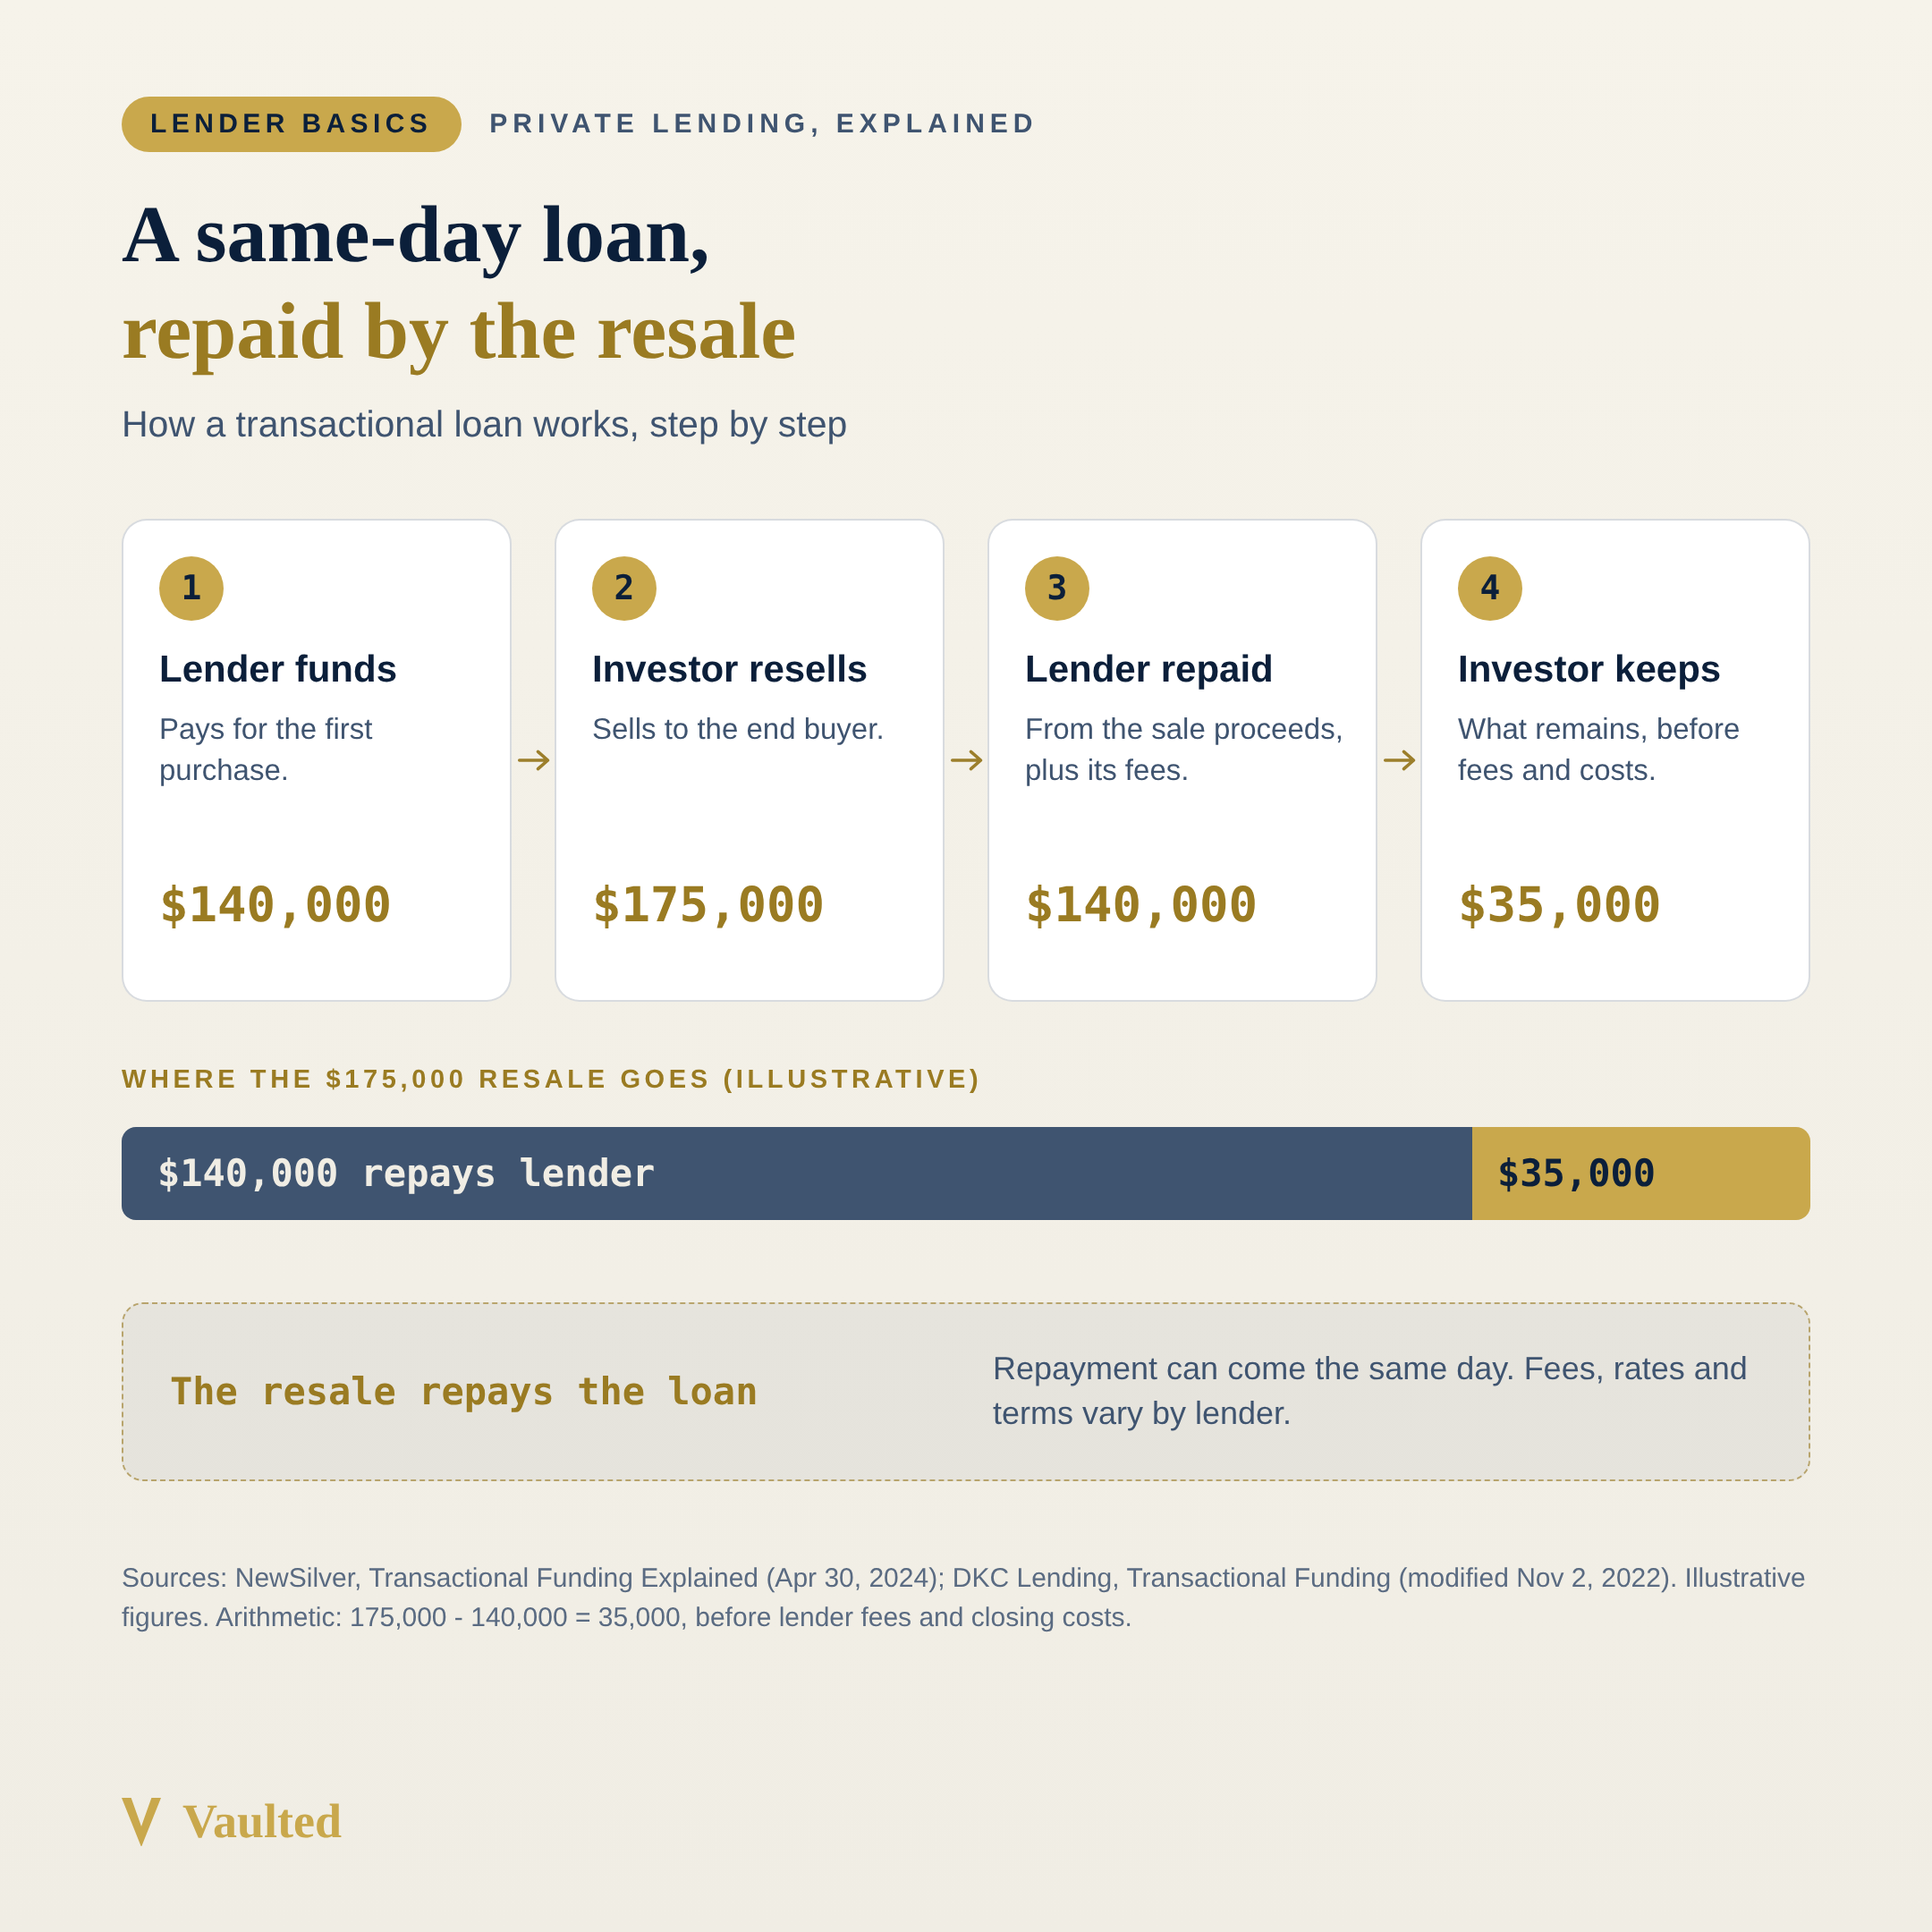 LENDER BASICS PRIVATE LENDING, EXPLAINED
A same-day loan,
repaid by the resale
How a transactional loan works, step by step
1
Lender funds
Pays for the first
purchase.
$140,000
2
Investor resells
Sells to the end buyer.
$175,000
3
Lender repaid
From the sale proceeds,
plus its fees.
$140,000
4
Investor keeps
What remains, before
fees and costs.
$35,000
WHERE THE $175,000 RESALE GOES (ILLUSTRATIVE)
$140,000 repays lender $35,000
The resale repays the loan
Repayment can come the same day. Fees, rates and
terms vary by lender.
Sources: NewSilver, Transactional Funding Explained (Apr 30, 2024); DKC Lending, Transactional Funding (modified Nov 2, 2022). Illustrative
figures. Arithmetic: 175,000 - 140,000 = 35,000, before lender fees and closing costs.
Vaulted